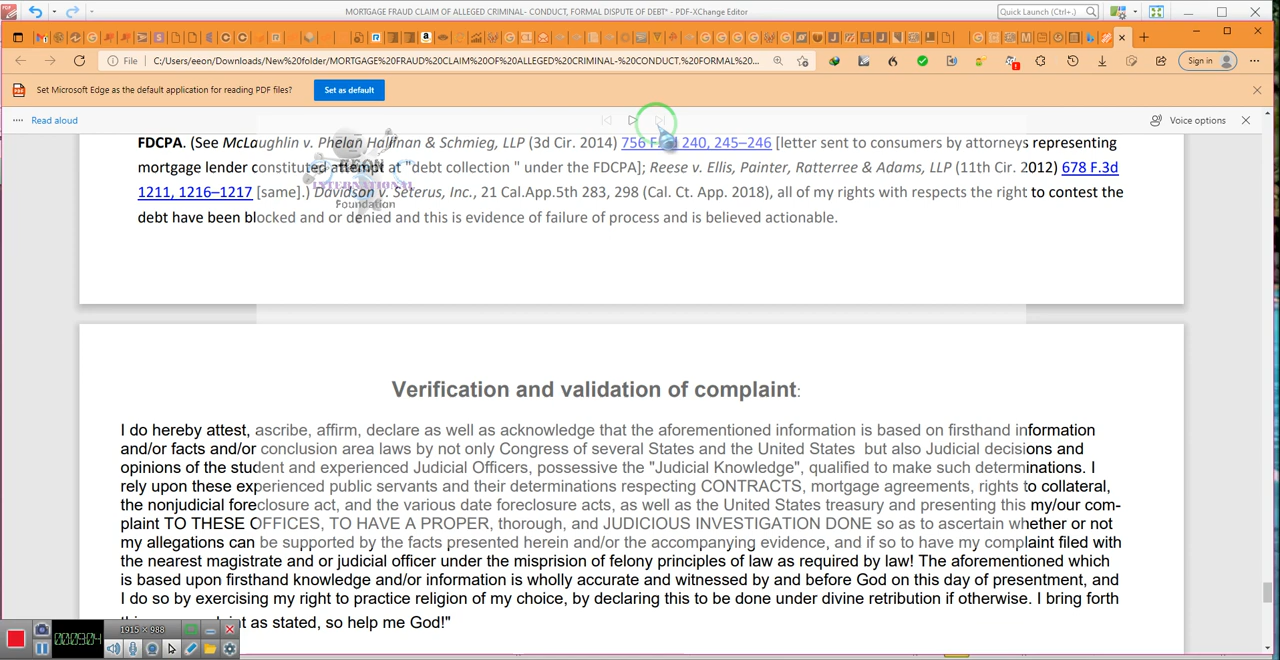 MORTGAGE FRAUD CLAIM OF ALLEGED CRIMINAL- CONDUCT, FORMAL DISPUTE OF DEBT* - PDF-XChange Editor
Quick Launch (Ctrl+.)
File
C:/Users/eeon/Downloads/New%20folder/MORTGAGE%20FRAUD%20CLAIM%20OF%20ALLEGED%20CRIMINAL-%20CONDUCT,%20FORMAL%20...
Sign in
Set Microsoft Edge as the default application for reading PDF files?
Set as default
Read aloud
Voice options
FDCPA. (See McLaughlin v. Phelan Hallinan & Schmieg, LLP (3d Cir. 2014) 756 F.3d 240, 245–246 [letter sent to consumers by attorneys representing
mortgage lender constituted attempt at "debt collection " under the FDCPA]; Reese v. Ellis, Painter, Ratterree & Adams, LLP (11th Cir. 2012) 678 F.3d
1211, 1216–1217 [same].) Davidson v. Seterus, Inc., 21 Cal.App.5th 283, 298 (Cal. Ct. App. 2018), all of my rights with respects the right to contest the
debt have been blocked and or denied and this is evidence of failure of process and is believed actionable.
EEON
INTERNATIONAL
Foundation
Verification and validation of complaint:
I do hereby attest, ascribe, affirm, declare as well as acknowledge that the aforementioned information is based on firsthand information
and/or facts and/or conclusion area laws by not only Congress of several States and the United States but also Judicial decisions and
opinions of the student and experienced Judicial Officers, possessive the "Judicial Knowledge", qualified to make such determinations. I
rely upon these experienced public servants and their determinations respecting CONTRACTS, mortgage agreements, rights to collateral,
the nonjudicial foreclosure act, and the various date foreclosure acts, as well as the United States treasury and presenting this my/our com-
plaint TO THESE OFFICES, TO HAVE A PROPER, thorough, and JUDICIOUS INVESTIGATION DONE so as to ascertain whether or not
my allegations can be supported by the facts presented herein and/or the accompanying evidence, and if so to have my complaint filed with
the nearest magistrate and or judicial officer under the misprision of felony principles of law as required by law! The aforementioned which
is based upon firsthand knowledge and/or information is wholly accurate and witnessed by and before God on this day of presentment, and
I do so by exercising my right to practice religion of my choice, by declaring this to be done under divine retribution if otherwise. I bring forth
as stated, so help me God!"
1915 × 988